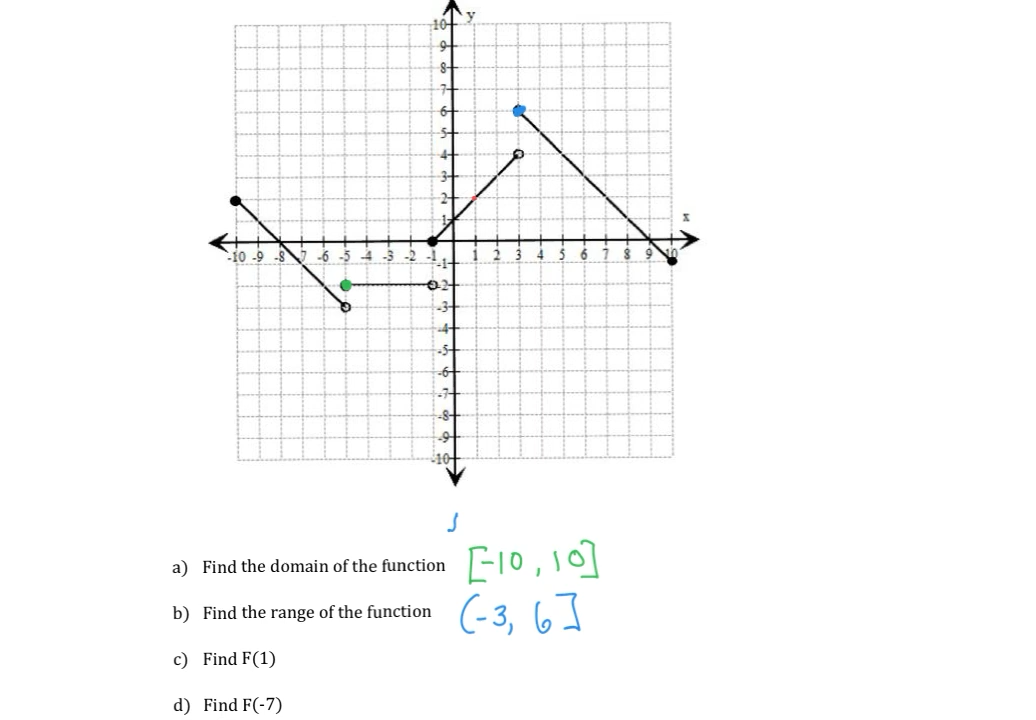 y
10
9
8
7
6
5
4
3
2
1
x
-10 -9 -8 -7 -6 -5 -4 -3 -2 -1 1 2 3 4 5 6 7 8 9 10
-1
-2
-3
-4
-5
-6
-7
-8
-9
-10
a) Find the domain of the function [-10, 10]
b) Find the range of the function (-3, 6]
c) Find F(1)
d) Find F(-7)